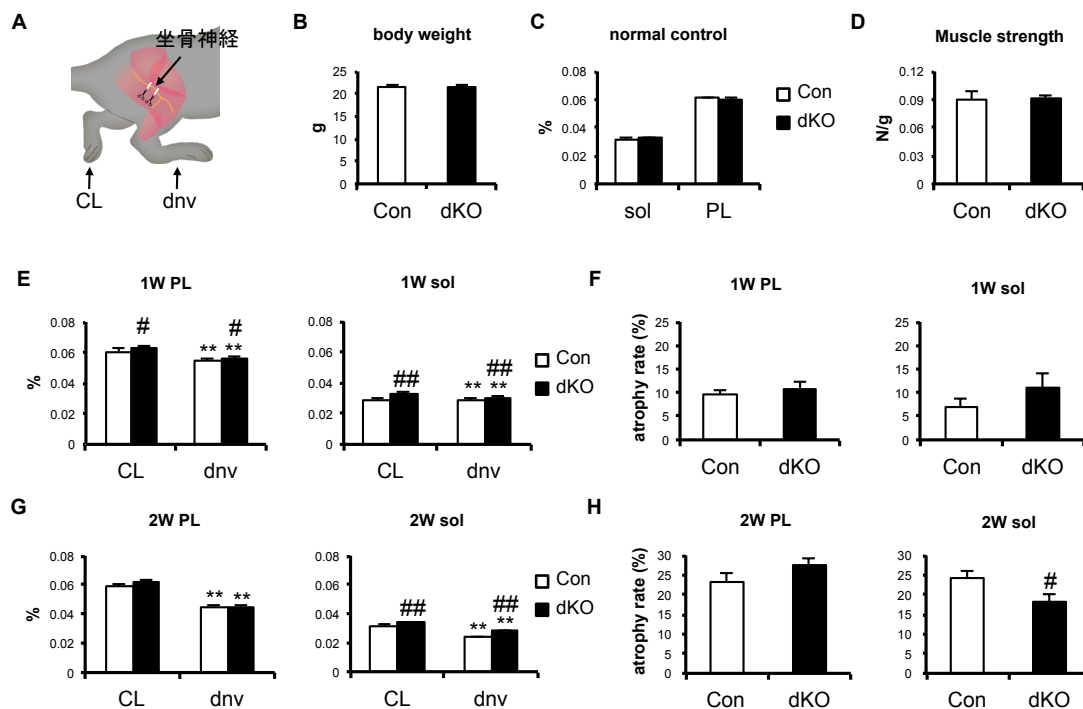 A
坐骨神経
CL
dnv
B
body weight
25
20
15
10
5
0
g
Con
dKO
C
normal control
0.08
0.06
0.04
0.02
0
%
sol
PL
Con
dKO
D
Muscle strength
0.12
0.09
0.06
0.03
0
N/g
Con
dKO
E
1W PL
0.08
0.06
0.04
0.02
0
%
#
#
** **
CL
dnv
1W sol
0.08
0.06
0.04
0.02
0
##
##
** **
CL
dnv
Con
dKO
F
1W PL
atrophy rate (%)
25
20
15
10
5
0
Con
dKO
1W sol
25
20
15
10
5
0
Con
dKO
G
2W PL
0.08
0.06
0.04
0.02
0
%
** **
CL
dnv
2W sol
0.08
0.06
0.04
0.02
0
##
##
** **
CL
dnv
Con
dKO
H
2W PL
atrophy rate (%)
30
25
20
15
10
5
0
Con
dKO
2W sol
30
25
20
15
10
5
0
#
Con
dKO